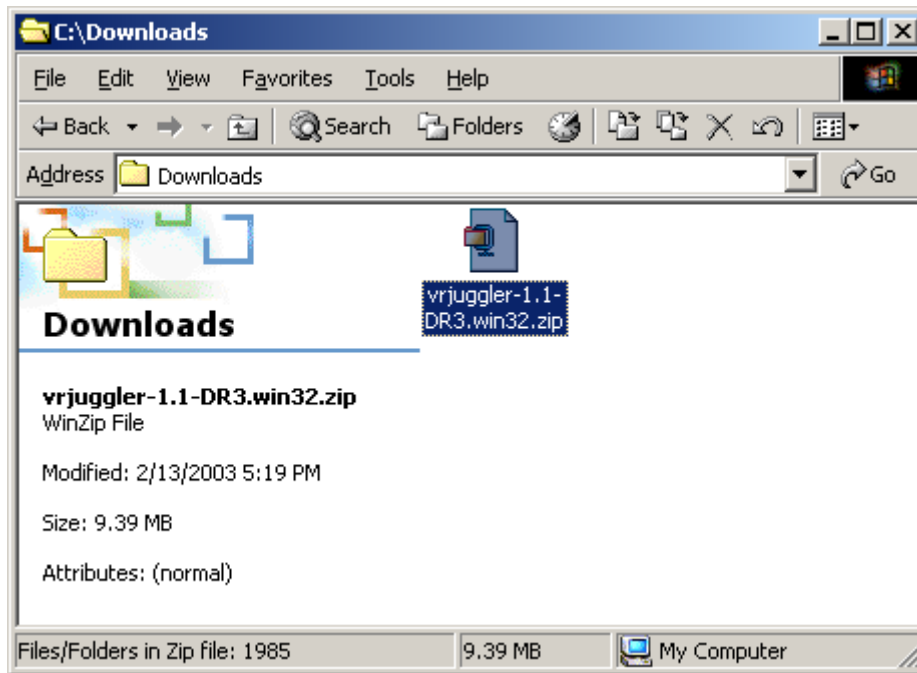 C:\Downloads
File Edit View Favorites Tools Help
Back Search Folders
Address Downloads Go
vrjuggler-1.1-
DR3.win32.zip
Downloads
vrjuggler-1.1-DR3.win32.zip
WinZip File
Modified: 2/13/2003 5:19 PM
Size: 9.39 MB
Attributes: (normal)
Files/Folders in Zip file: 1985 9.39 MB My Computer